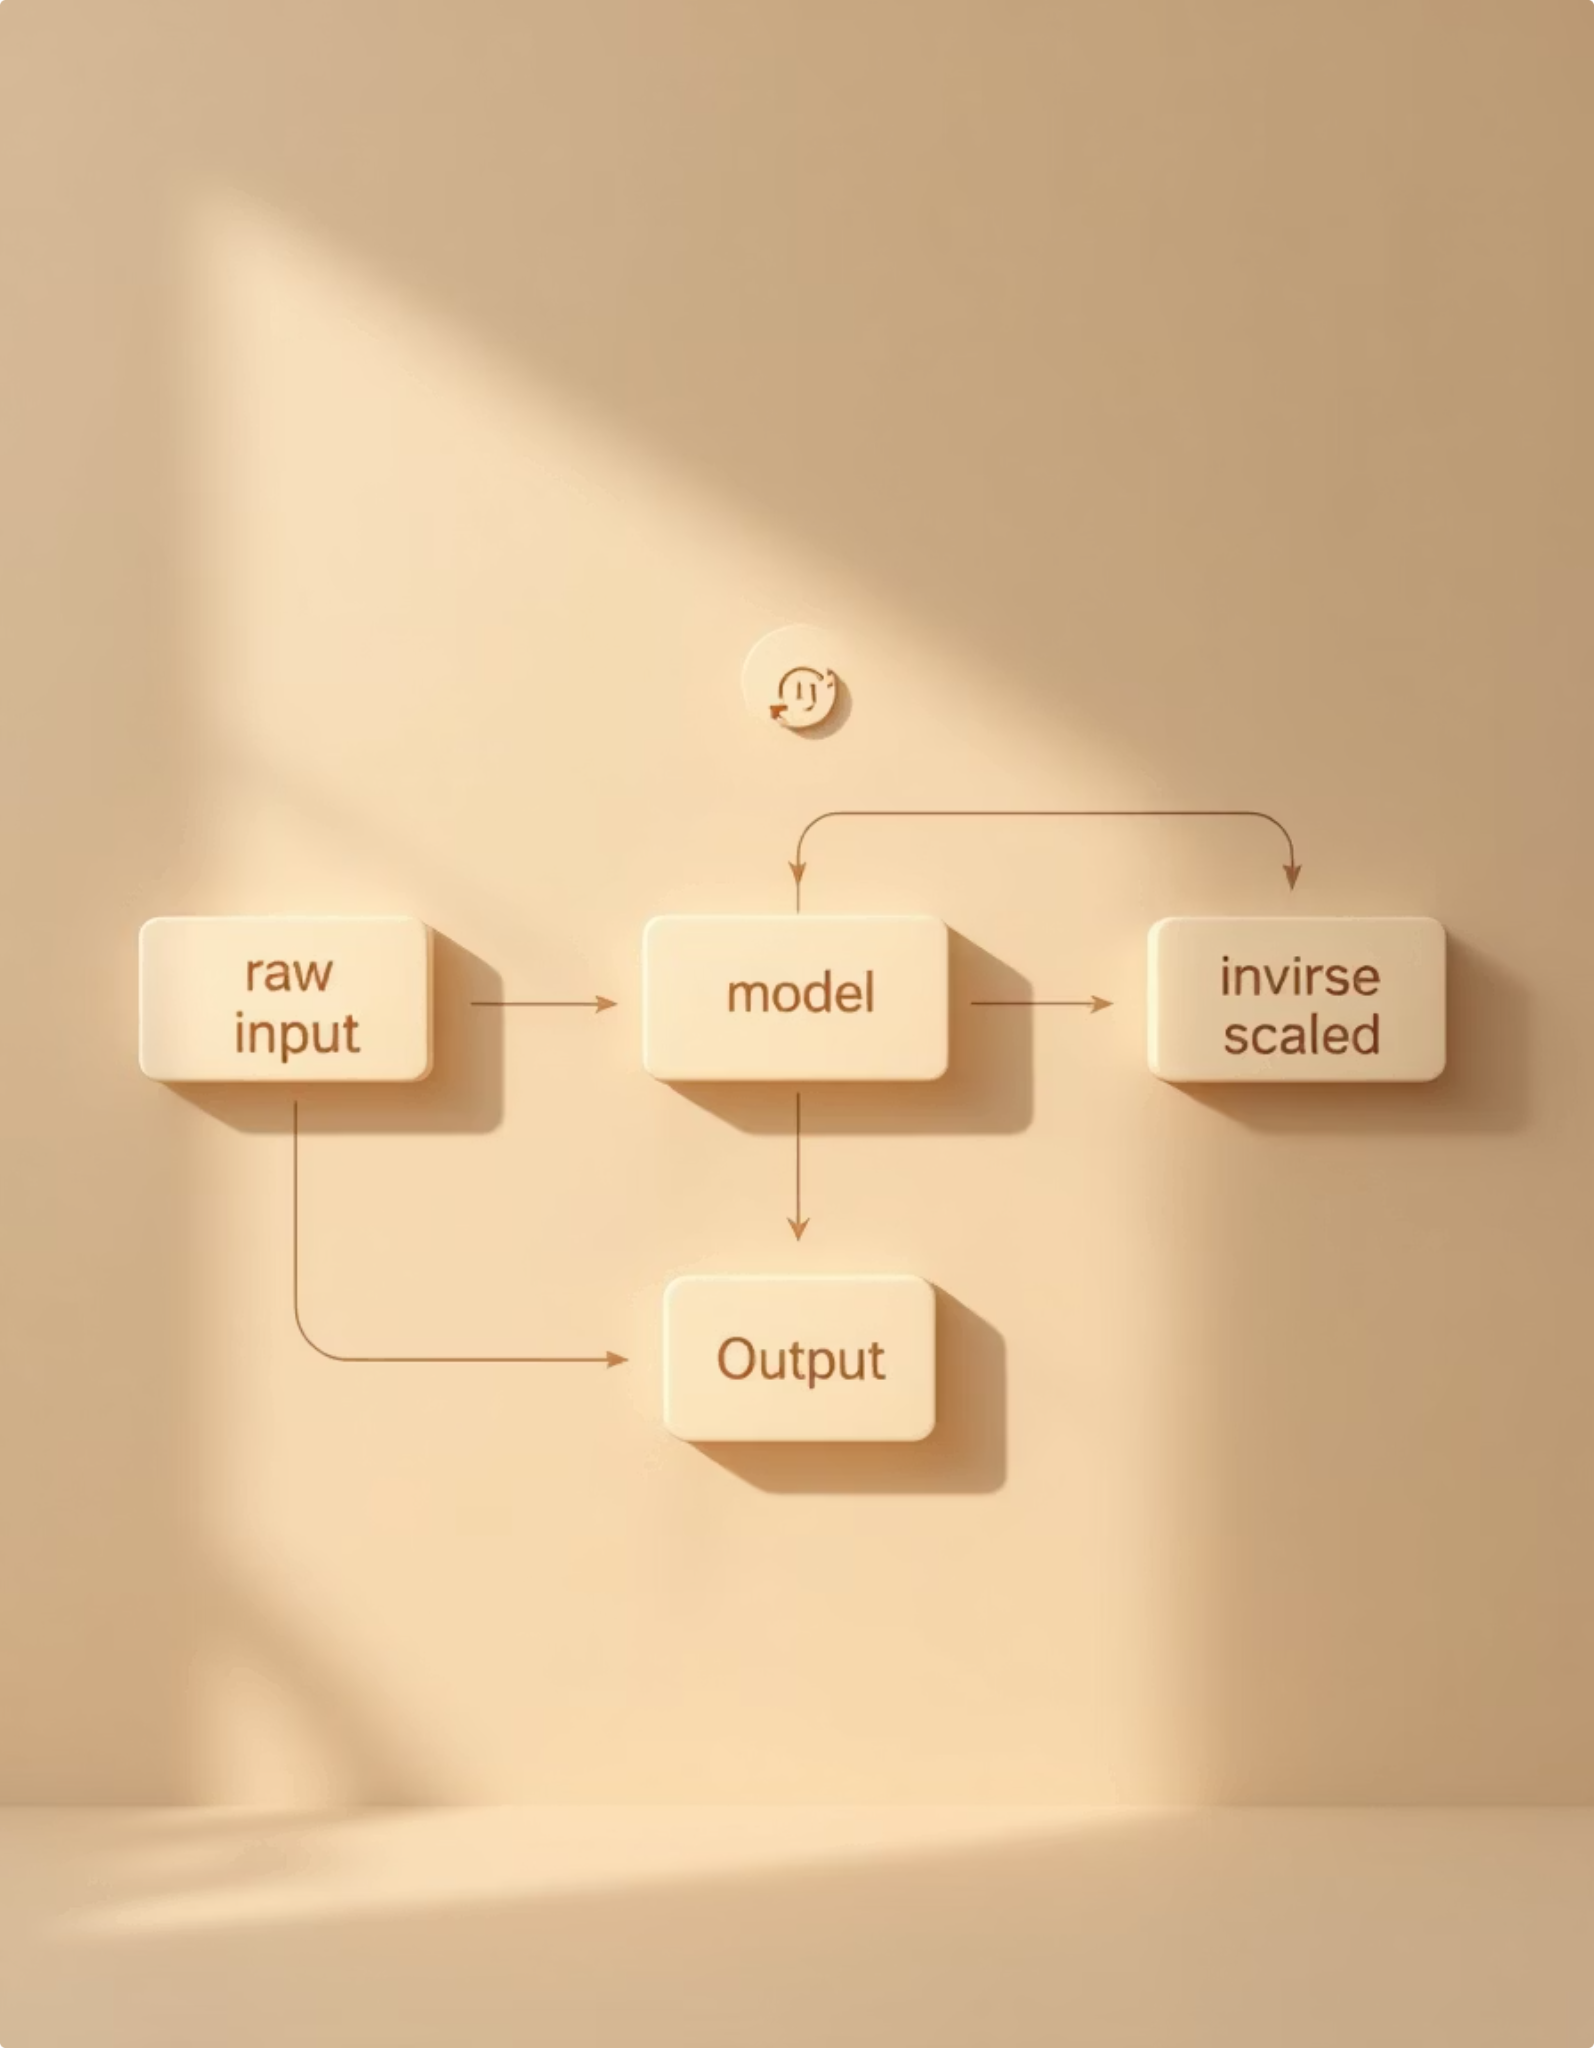 raw
input
model
invirse
scaled
Output